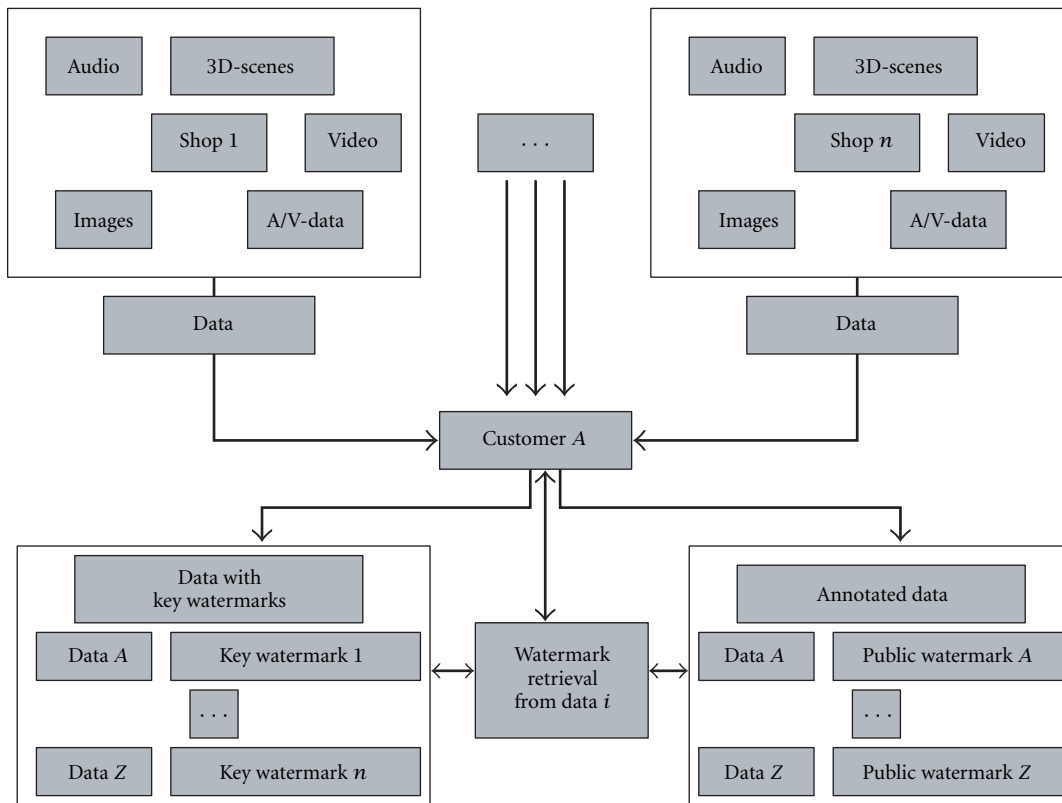 Audio
3D-scenes
Shop 1
Video
Images
A/V-data
Data
. . .
Audio
3D-scenes
Shop n
Video
Images
A/V-data
Data
Customer A
Data with
key watermarks
Data A
Key watermark 1
. . .
Data Z
Key watermark n
Watermark
retrieval
from data i
Annotated data
Data A
Public watermark A
. . .
Data Z
Public watermark Z